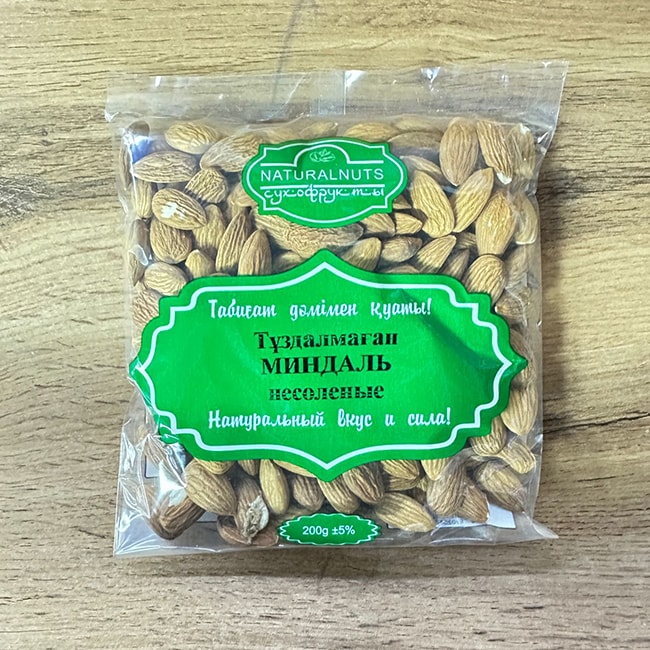 NATURALNUTS
сухофрукты
Табиғат дәмімен қуаты!
Тұздалмаған
МИНДАЛЬ
несоленые
Натуральный вкус и сила!
200g ±5%